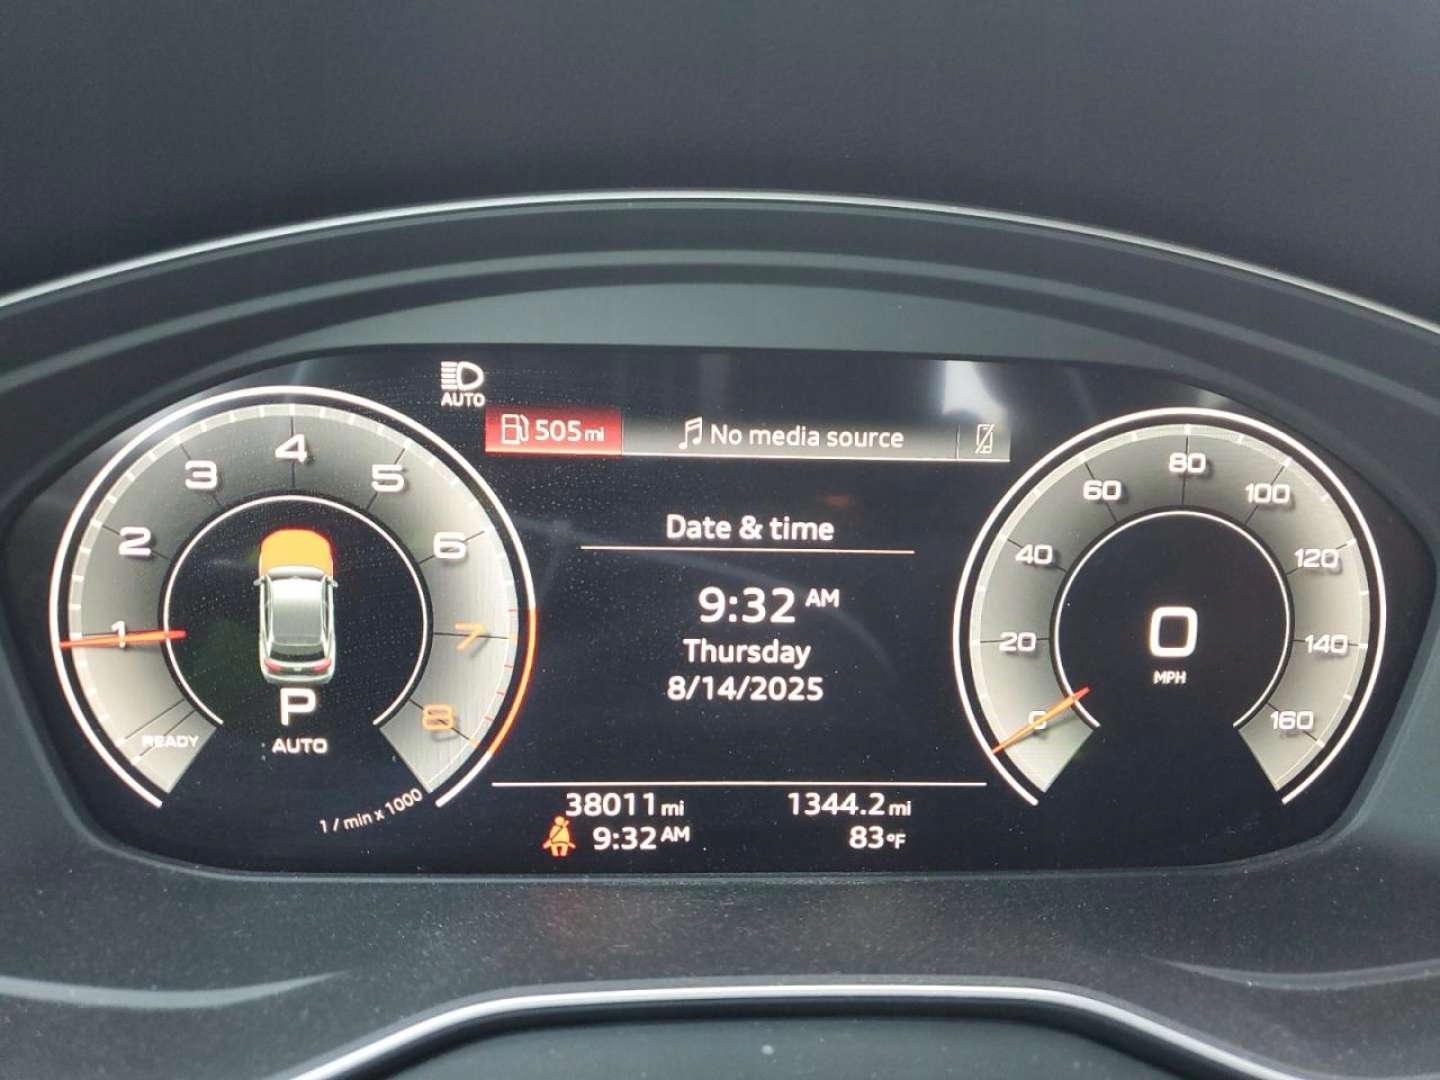 AUTO
505 mi
No media source
1
2
3
4
5
6
7
8
READY
P
AUTO
1 / min x 1000
Date & time
9:32 AM
Thursday
8/14/2025
38011 mi
1344.2 mi
9:32 AM
83 °F
0
20
40
60
80
100
120
140
160
0
MPH